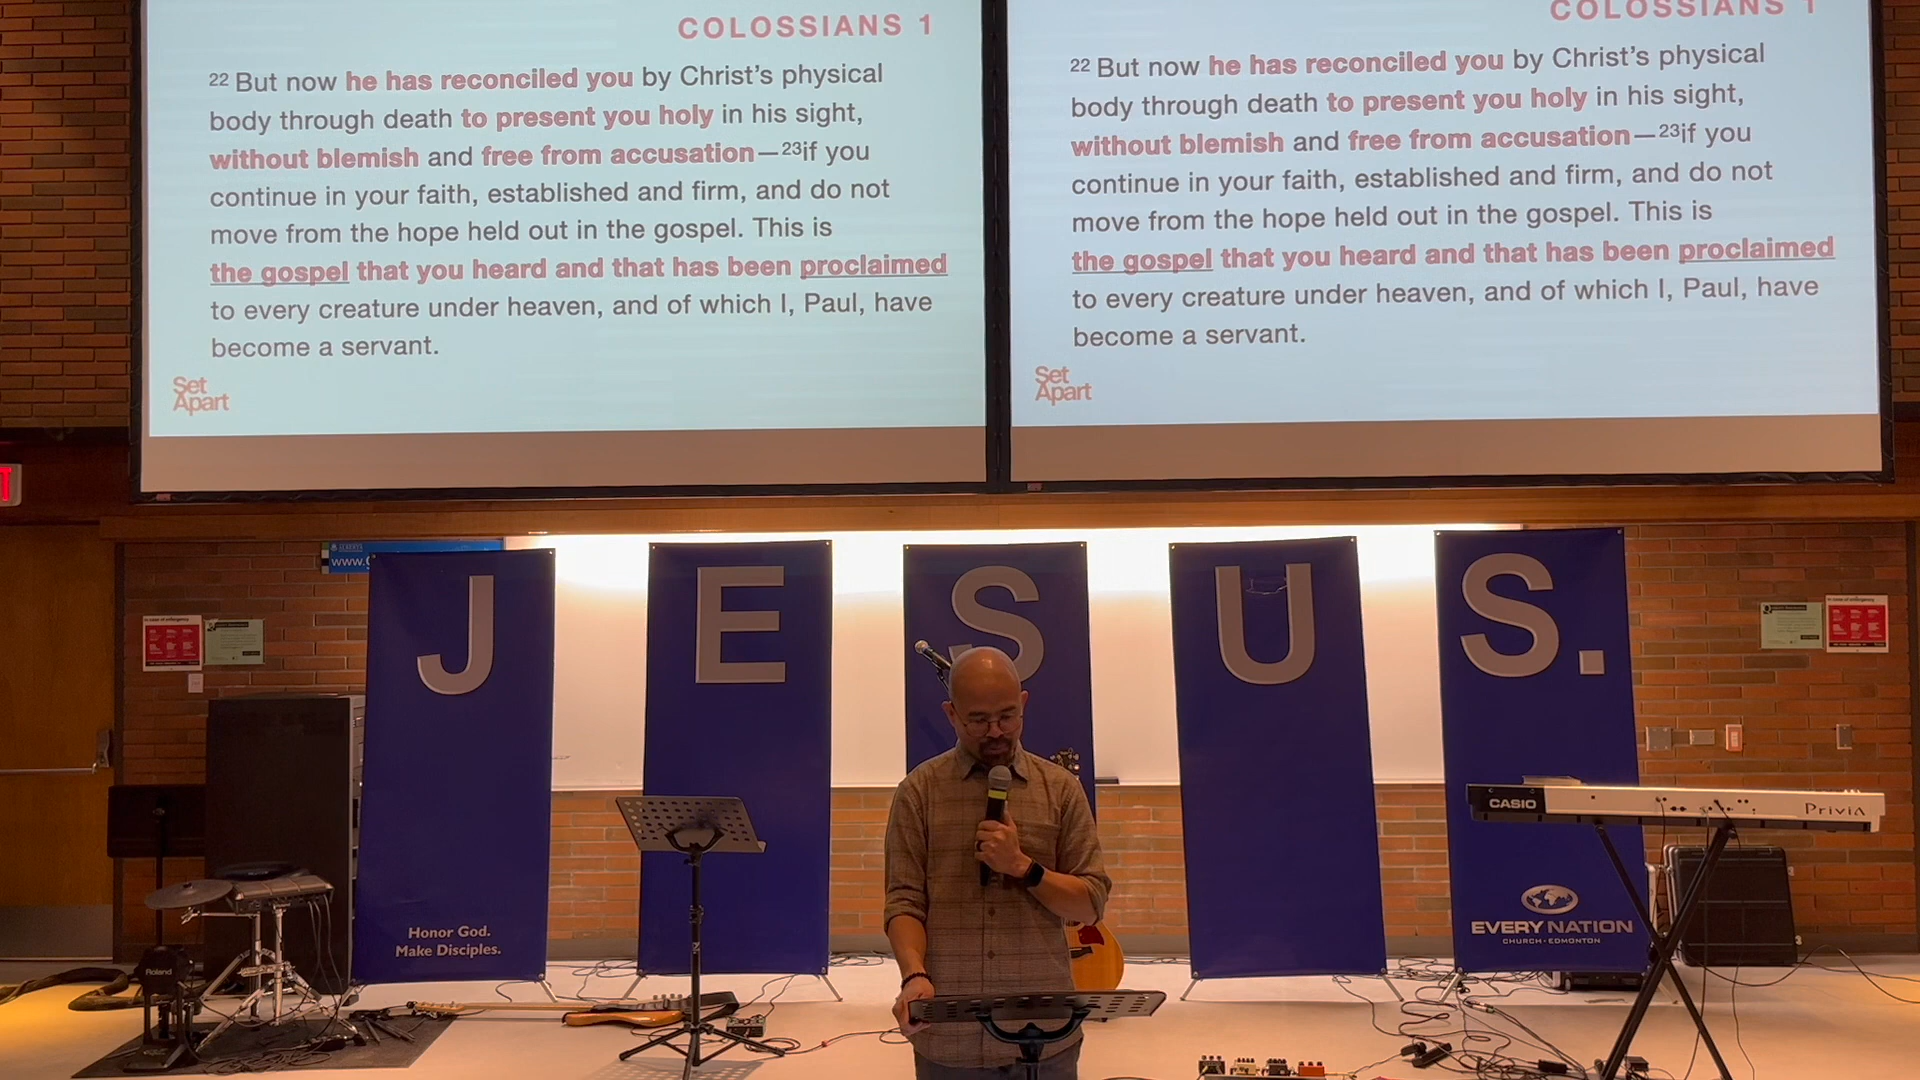 COLOSSIANS 1
22 But now he has reconciled you by Christ's physical
body through death to present you holy in his sight,
without blemish and free from accusation—23if you
continue in your faith, established and firm, and do not
move from the hope held out in the gospel. This is
the gospel that you heard and that has been proclaimed
to every creature under heaven, and of which I, Paul, have
become a servant.
Set
Apart
COLOSSIANS 1
22 But now he has reconciled you by Christ's physical
body through death to present you holy in his sight,
without blemish and free from accusation—23if you
continue in your faith, established and firm, and do not
move from the hope held out in the gospel. This is
the gospel that you heard and that has been proclaimed
to every creature under heaven, and of which I, Paul, have
become a servant.
Set
Apart
T
www.
J E S U S.
In case of emergency
Honor God.
Make Disciples.
EVERY NATION
CHURCH • EDMONTON
CASIO
Privia
Roland